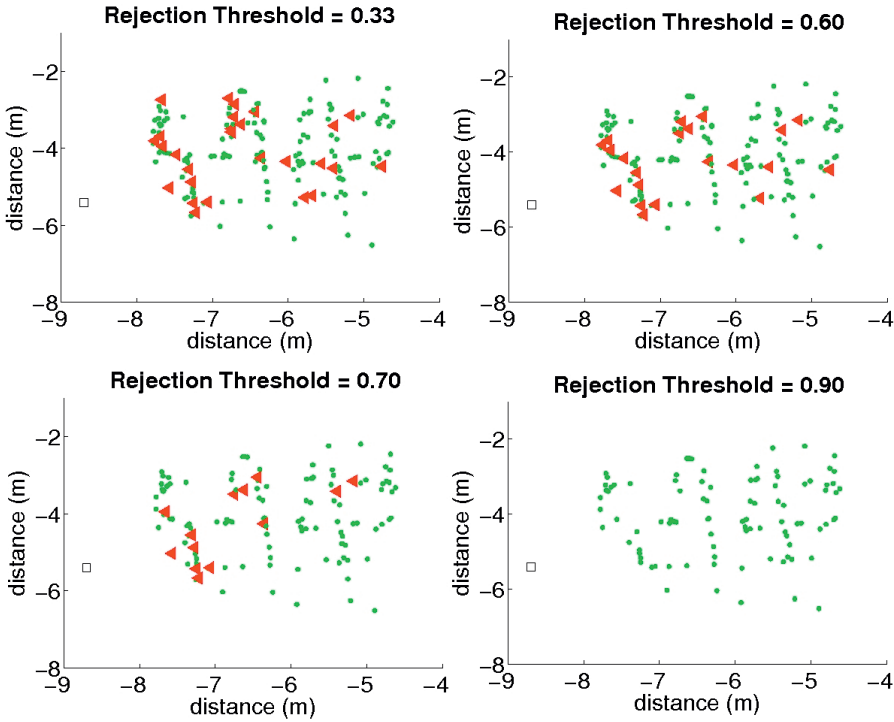 Rejection Threshold = 0.33
−2
−4
−6
−8
distance (m)
−9 −8 −7 −6 −5 −4
distance (m)
Rejection Threshold = 0.60
−2
−4
−6
−8
distance (m)
−9 −8 −7 −6 −5 −4
distance (m)
Rejection Threshold = 0.70
−2
−4
−6
−8
distance (m)
−9 −8 −7 −6 −5 −4
distance (m)
Rejection Threshold = 0.90
−2
−4
−6
−8
distance (m)
−9 −8 −7 −6 −5 −4
distance (m)